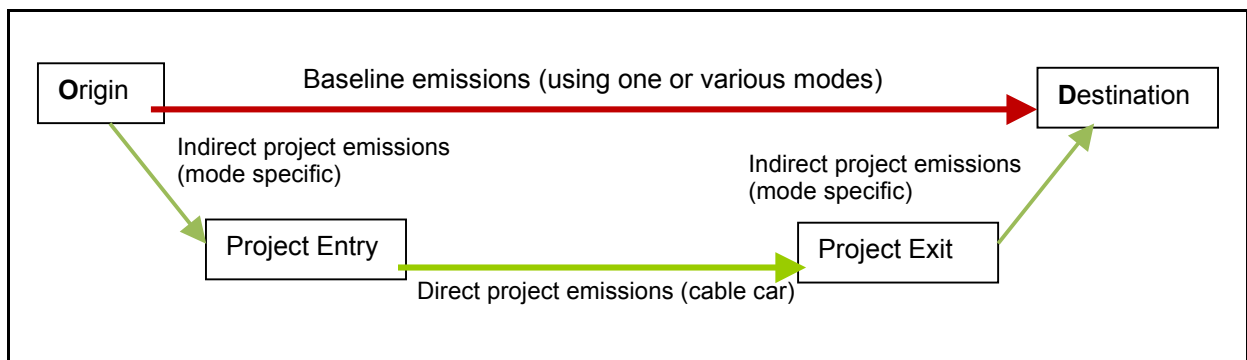 Baseline emissions (using one or various modes)
Origin
Destination
Indirect project emissions
(mode specific)
Indirect project emissions
(mode specific)
Project Entry
Project Exit
Direct project emissions (cable car)